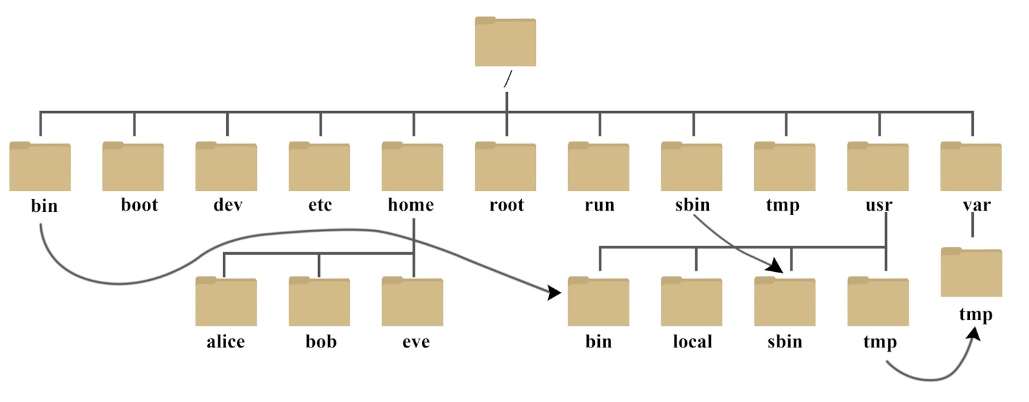 /
bin boot dev etc home root run sbin tmp usr var
tmp
alice bob eve bin local sbin tmp